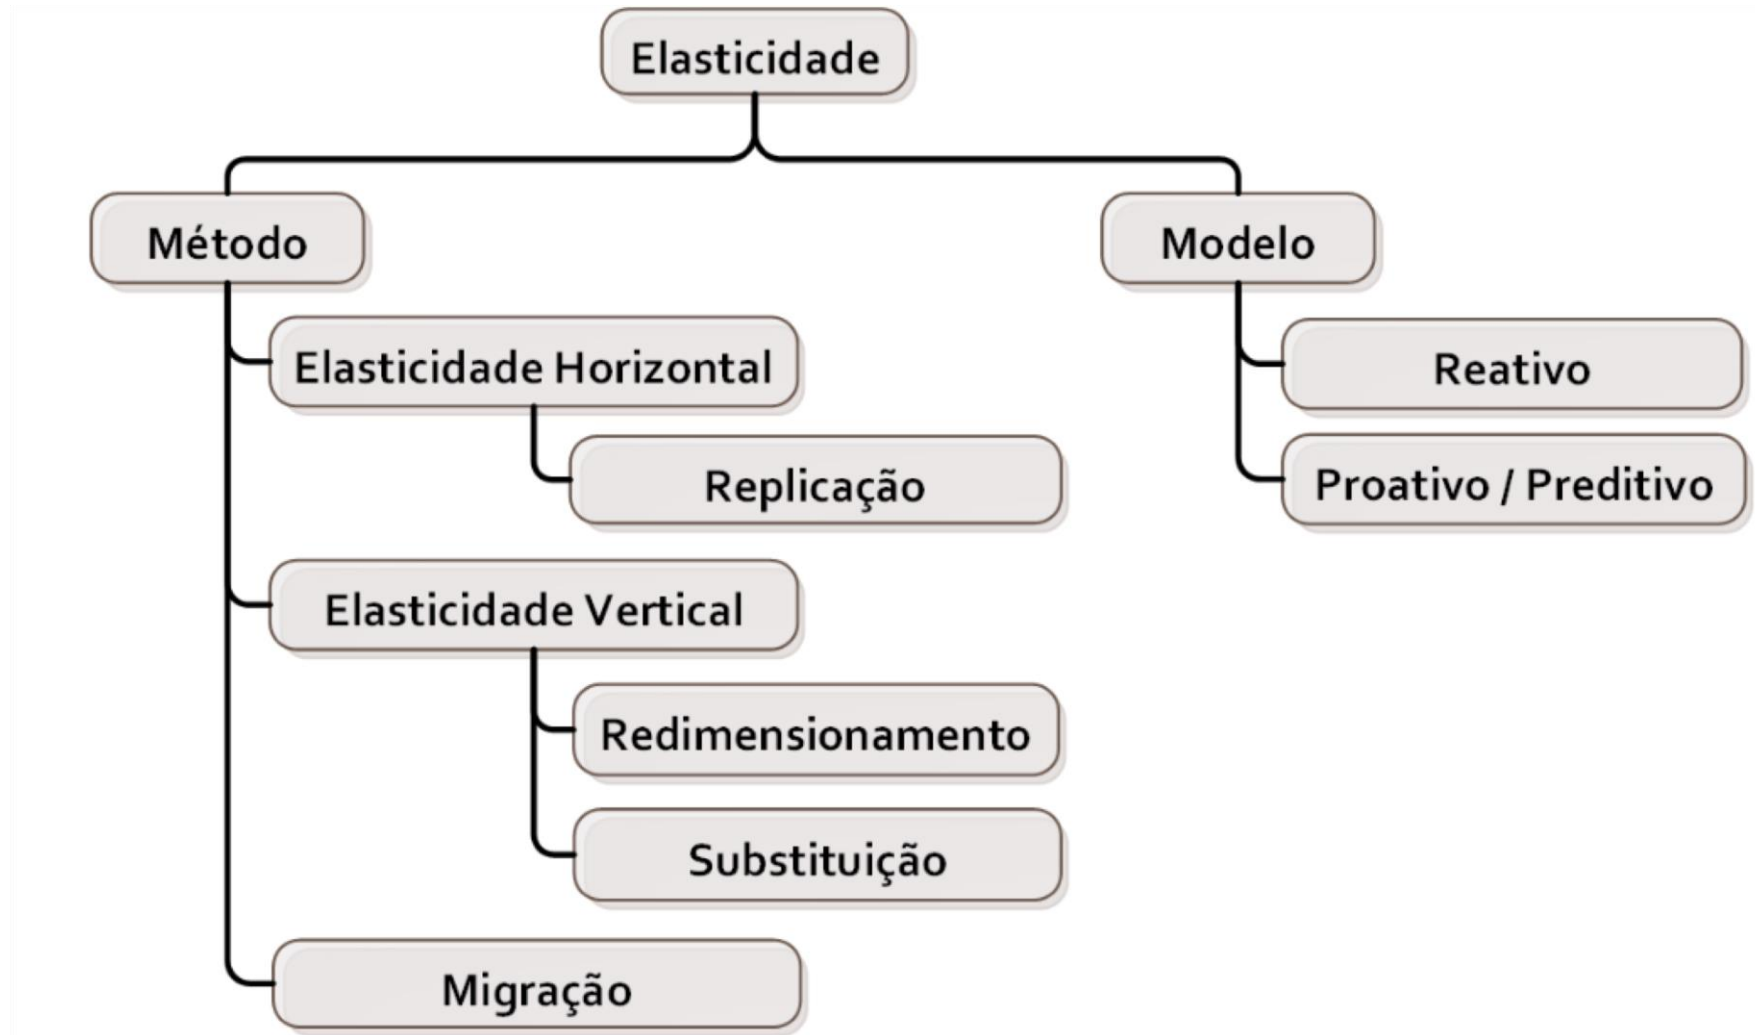 Elasticidade
Método
Modelo
Elasticidade Horizontal
Reativo
Replicação
Proativo / Preditivo
Elasticidade Vertical
Redimensionamento
Substituição
Migração